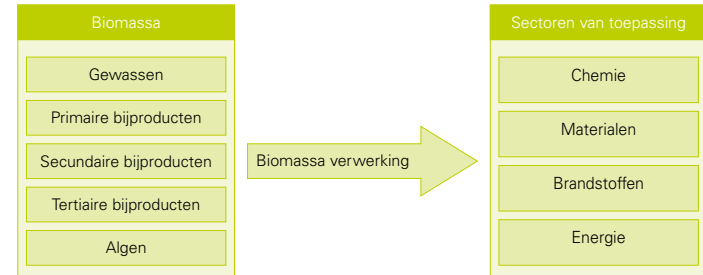 Biomassa
Gewassen
Primaire bijproducten
Secundaire bijproducten
Tertiaire bijproducten
Algen
Biomassa verwerking
Sectoren van toepassing
Chemie
Materialen
Brandstoffen
Energie